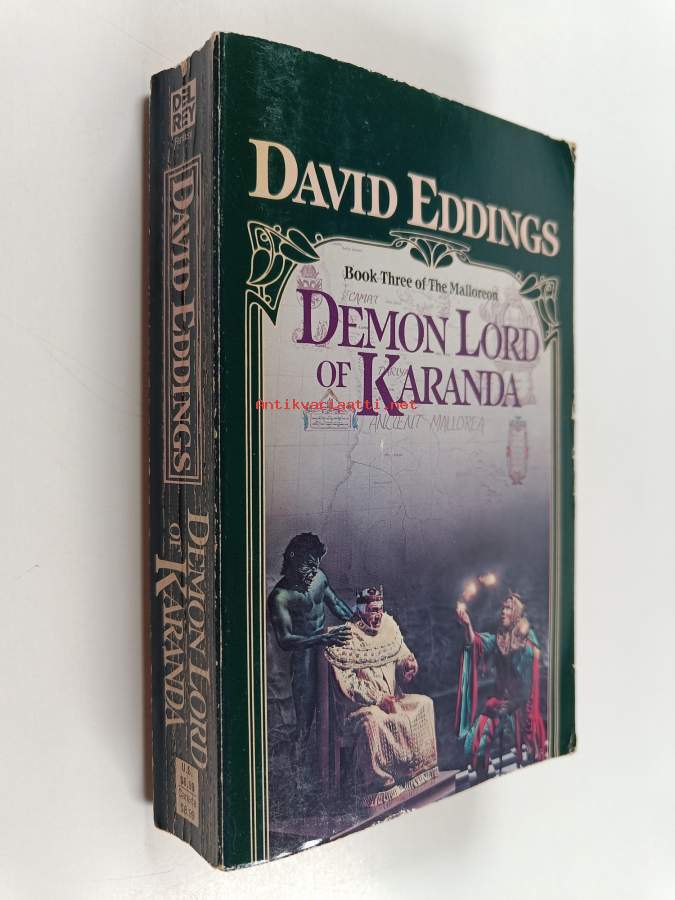 DEL
REY
Fantasy
DAVID EDDINGS
DEMON LORD
OF
KARANDA
U.S.
DAVID EDDINGS
Book Three of The Malloreon
DEMON LORD
OF KARANDA
Antikvariaatti.net
ANCIENT MALLOREA